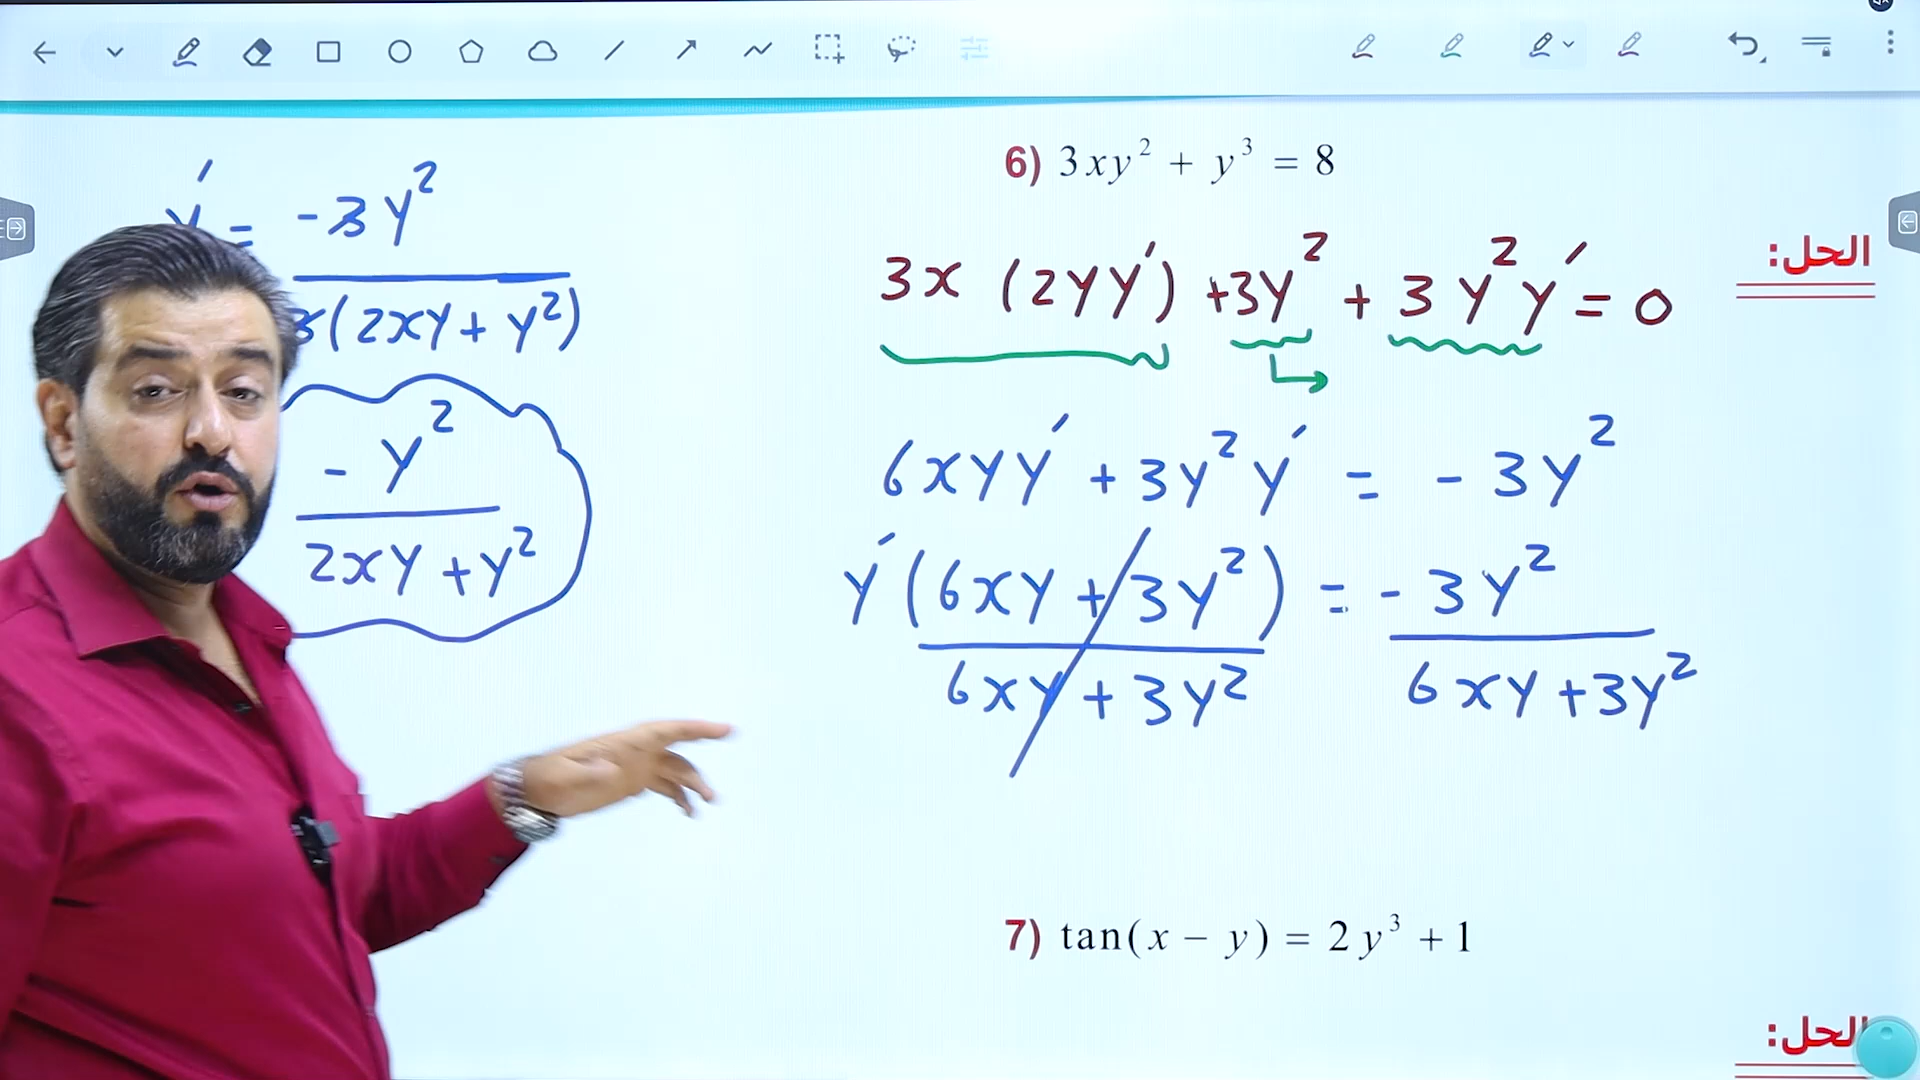 6) 3xy² + y³ = 8
الحل:
3x (2yy′) + 3y² + 3y²y′ = 0
6xyy′ + 3y²y′ = -3y²
y′(6xy + 3y²) = -3y²
6xy + 3y² 6xy + 3y²
y′ = -3y²
3(2xy + y²)
-y²
2xy + y²
7) tan(x − y) = 2y³ + 1
الحل: